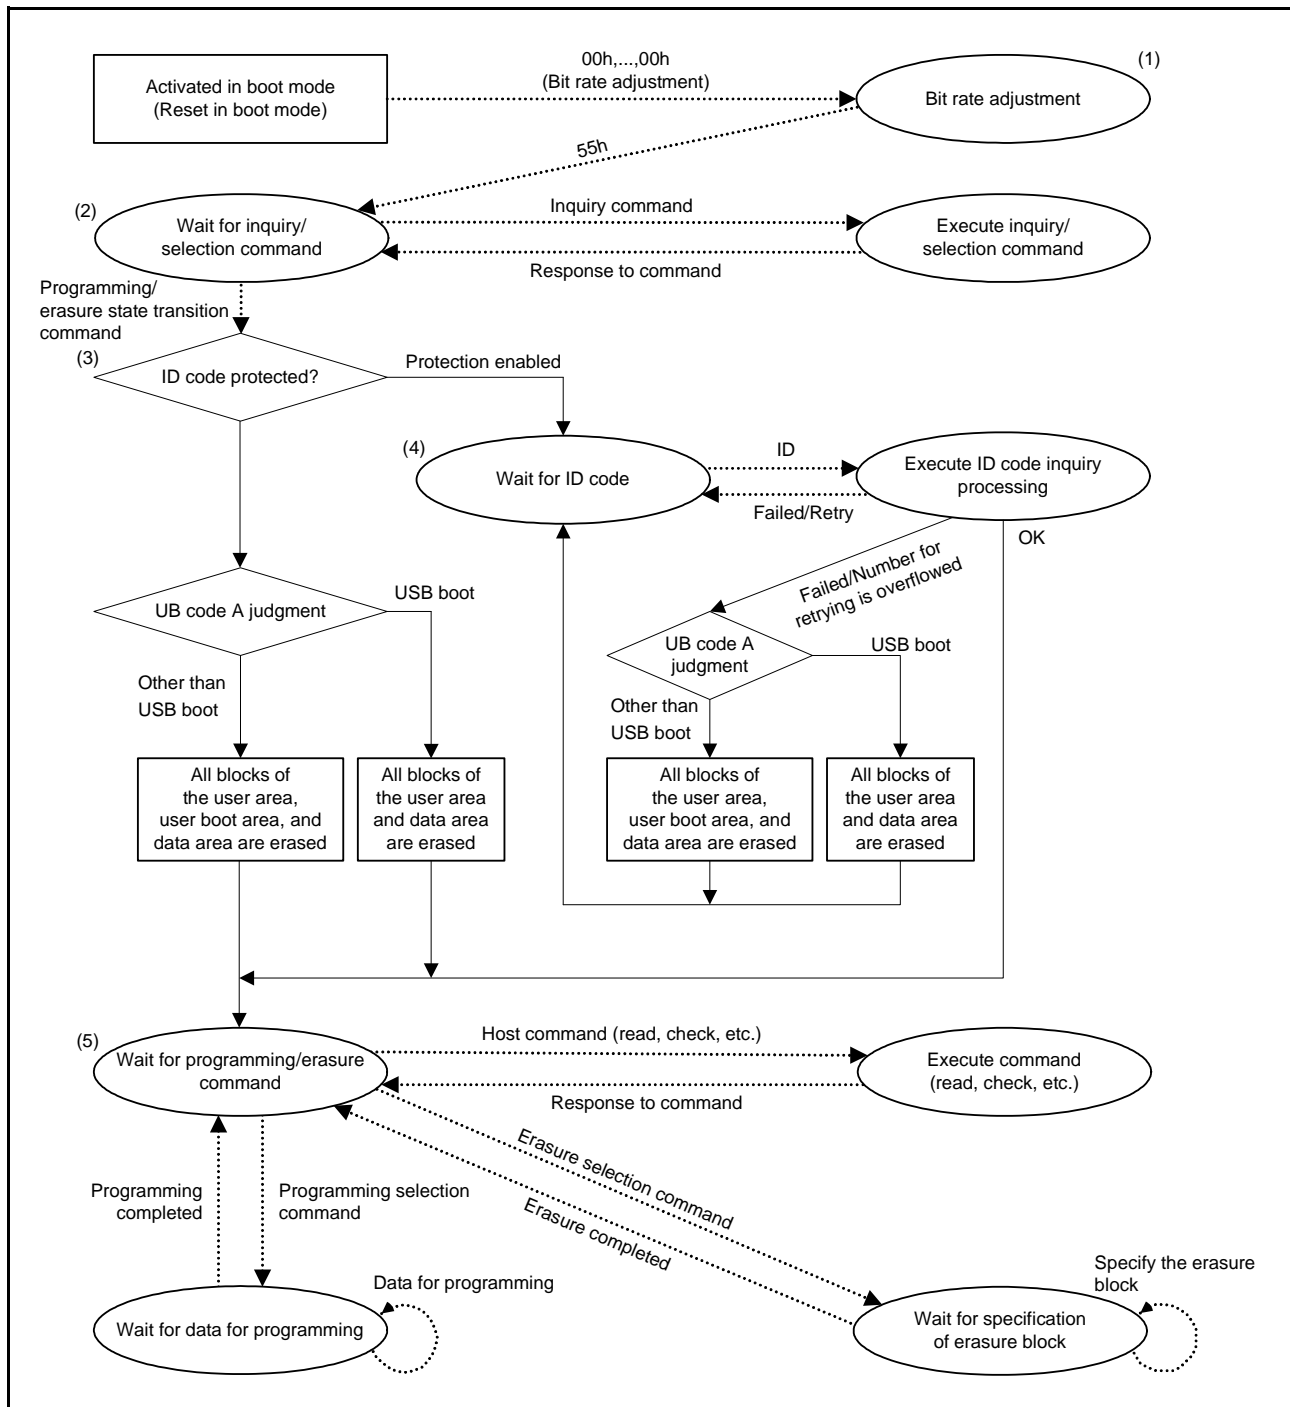 00h,...,00h
(Bit rate adjustment)
(1)
Activated in boot mode
(Reset in boot mode)
Bit rate adjustment
55h
(2)
Wait for inquiry/
selection command
Inquiry command
Response to command
Execute inquiry/
selection command
Programming/
erasure state transition
command
(3)
ID code protected?
Protection enabled
(4)
Wait for ID code
ID
Failed/Retry
Execute ID code inquiry
processing
OK
Failed/Number for
retrying is overflowed
UB code A judgment
USB boot
Other than
USB boot
UB code A
judgment
USB boot
Other than
USB boot
All blocks of
the user area,
user boot area, and
data area are erased
All blocks of
the user area
and data area
are erased
All blocks of
the user area,
user boot area, and
data area are erased
All blocks of
the user area
and data area
are erased
(5)
Wait for programming/erasure
command
Host command (read, check, etc.)
Response to command
Execute command
(read, check, etc.)
Erasure selection command
Erasure completed
Programming
completed
Programming selection
command
Data for programming
Wait for data for programming
Specify the erasure
block
Wait for specification
of erasure block